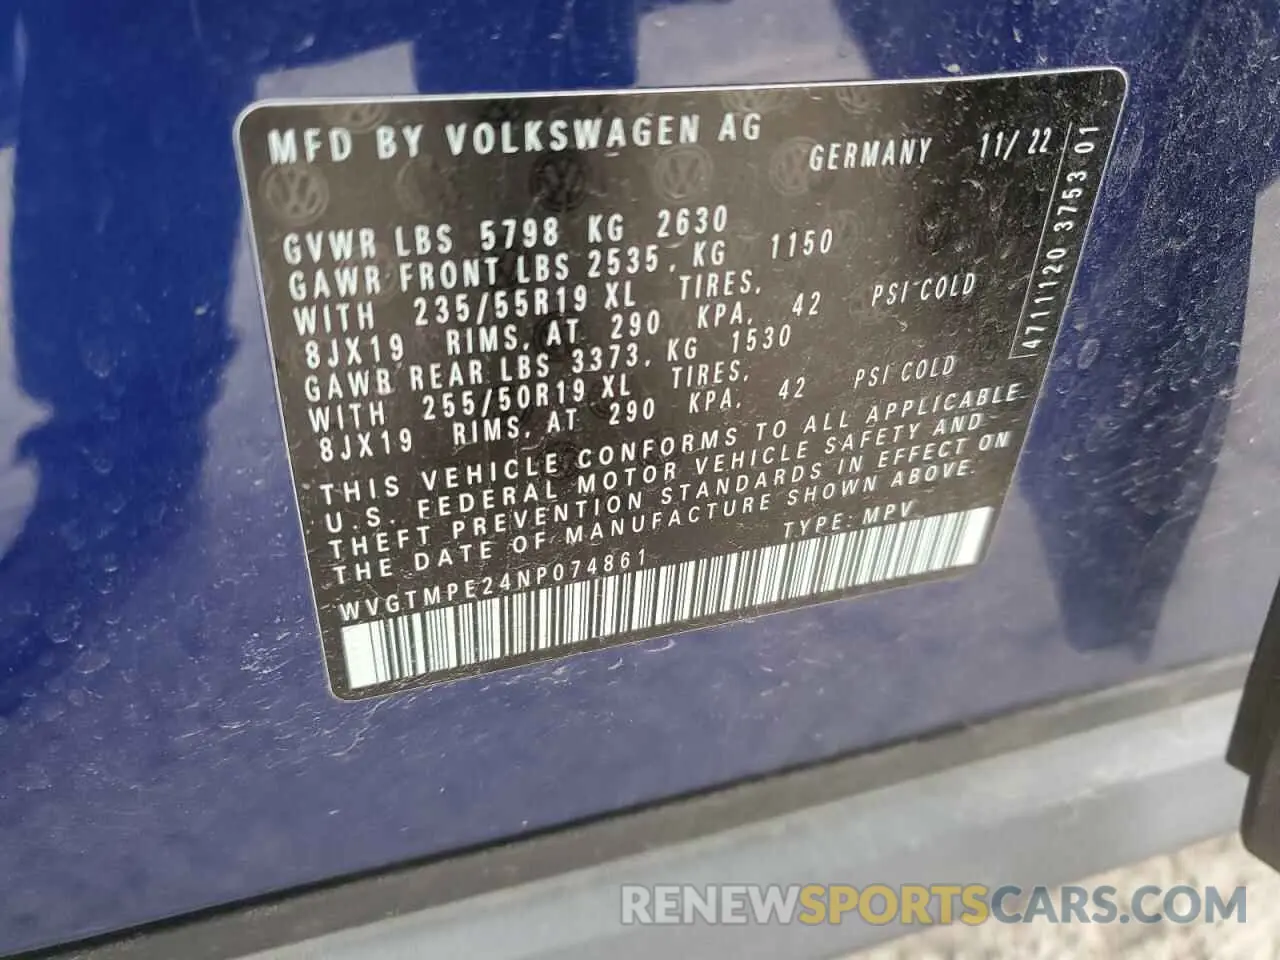 MFD BY VOLKSWAGEN AG
GERMANY 11/22
GVWR LBS 5798 KG 2630
GAWR FRONT LBS 2535, KG 1150
WITH 235/55R19 XL TIRES,
8JX19 RIMS, AT 290 KPA, 42 PSI COLD
GAWR REAR LBS 3373, KG 1530
WITH 255/50R19 XL TIRES,
8JX19 RIMS, AT 290 KPA, 42 PSI COLD
THIS VEHICLE CONFORMS TO ALL APPLICABLE
U.S. FEDERAL MOTOR VEHICLE SAFETY AND
THEFT PREVENTION STANDARDS IN EFFECT ON
THE DATE OF MANUFACTURE SHOWN ABOVE.
WVGTMPE24NP074861 TYPE: MPV
4711120 3753 01
RENEWSPORTSCARS.COM